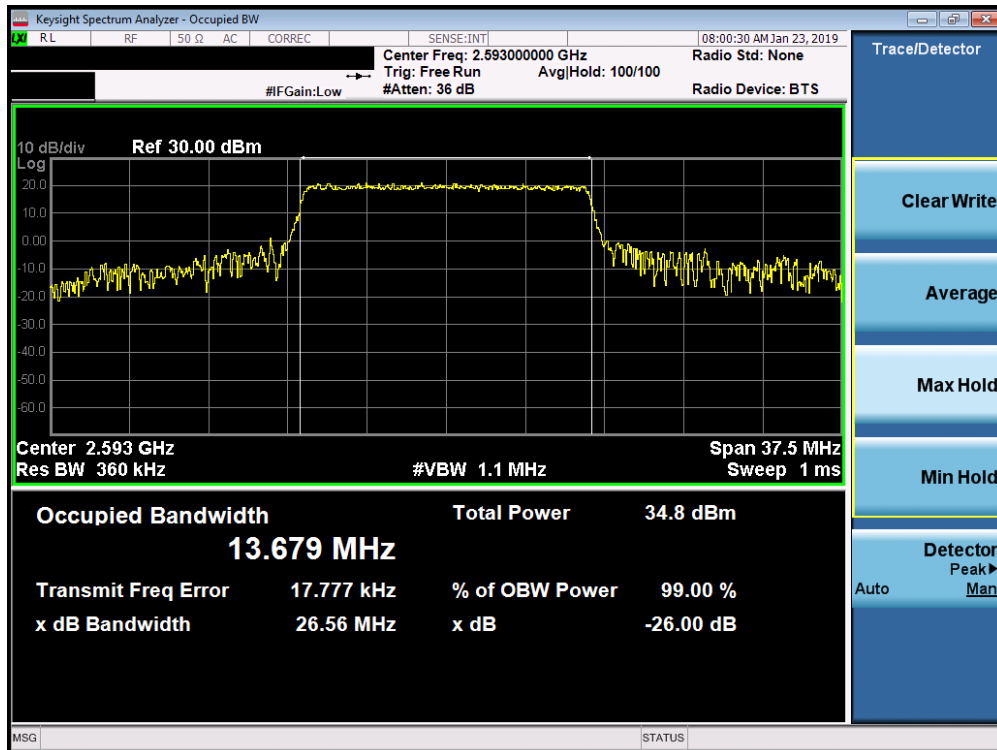 Keysight Spectrum Analyzer - Occupied BW
LXI RL RF 50 Ω AC CORREC SENSE:INT 08:00:30 AM Jan 23, 2019
Center Freq: 2.593000000 GHz Radio Std: None
Trig: Free Run Avg|Hold: 100/100
#IFGain:Low #Atten: 36 dB Radio Device: BTS
10 dB/div Ref 30.00 dBm
Log
20.0
10.0
0.00
-10.0
-20.0
-30.0
-40.0
-50.0
-60.0
Center 2.593 GHz Span 37.5 MHz
Res BW 360 kHz #VBW 1.1 MHz Sweep 1 ms
Occupied Bandwidth Total Power 34.8 dBm
13.679 MHz
Transmit Freq Error 17.777 kHz % of OBW Power 99.00 %
x dB Bandwidth 26.56 MHz x dB -26.00 dB
MSG STATUS
Trace/Detector
Clear Write
Average
Max Hold
Min Hold
Detector
Peak▶
Auto Man